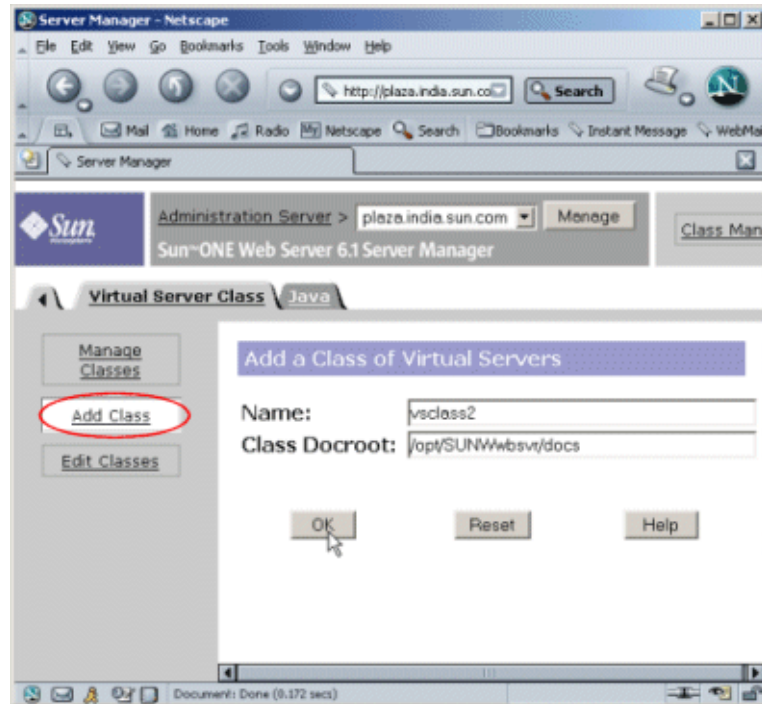 Server Manager - Netscape
File Edit View Go Bookmarks Tools Window Help
http://plaza.india.sun.co Search
Mail Home Radio My Netscape Search Bookmarks Instant Message WebMai
Server Manager
Sun
Administration Server > plaza.india.sun.com Manage
Class Man
Sun ONE Web Server 6.1 Server Manager
Virtual Server Class Java
Manage
Classes
Add Class
Edit Classes
Add a Class of Virtual Servers
Name: vsclass2
Class Docroot: /opt/SUNWwbsvr/docs
OK Reset Help
Document: Done (0.172 secs)